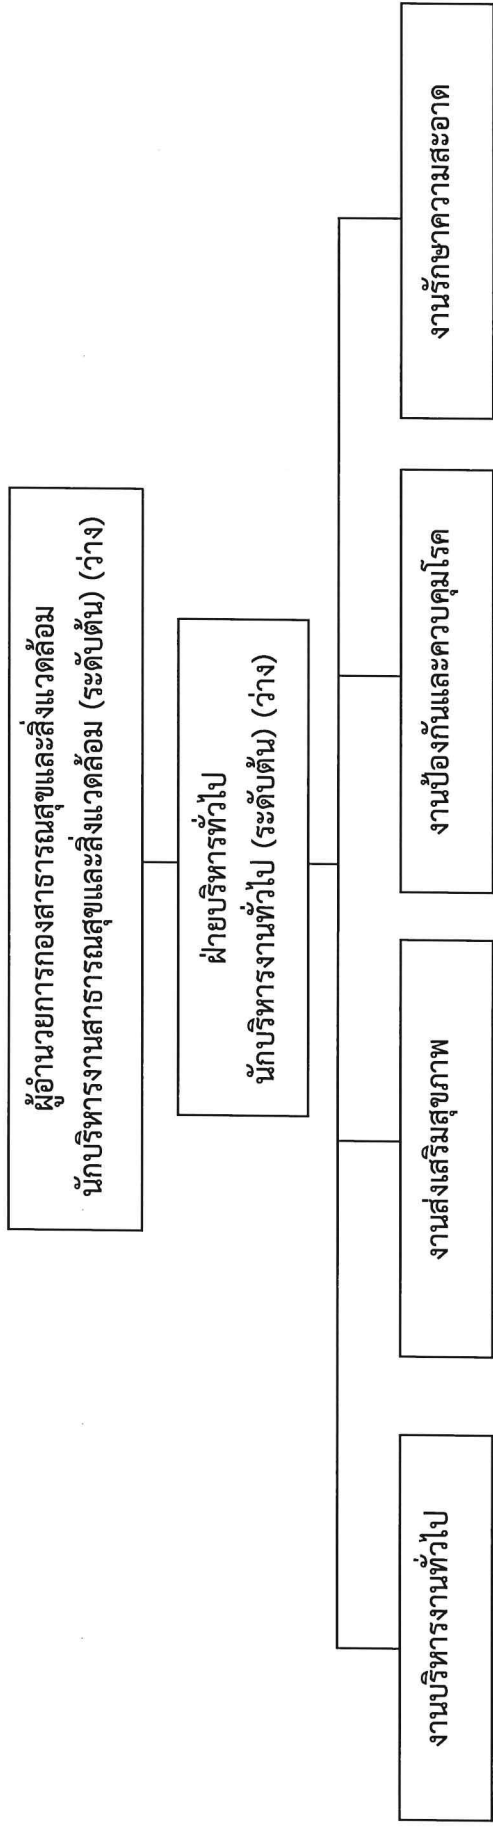 ผู้อำนวยการกองสาธารณสุขและสิ่งแวดล้อม
นักบริหารงานสาธารณสุขและสิ่งแวดล้อม (ระดับต้น) (ว่าง)
ฝ่ายบริหารทั่วไป
นักบริหารงานทั่วไป (ระดับต้น) (ว่าง)
งานบริหารงานทั่วไป
งานส่งเสริมสุขภาพ
งานป้องกันและควบคุมโรค
งานรักษาความสะอาด